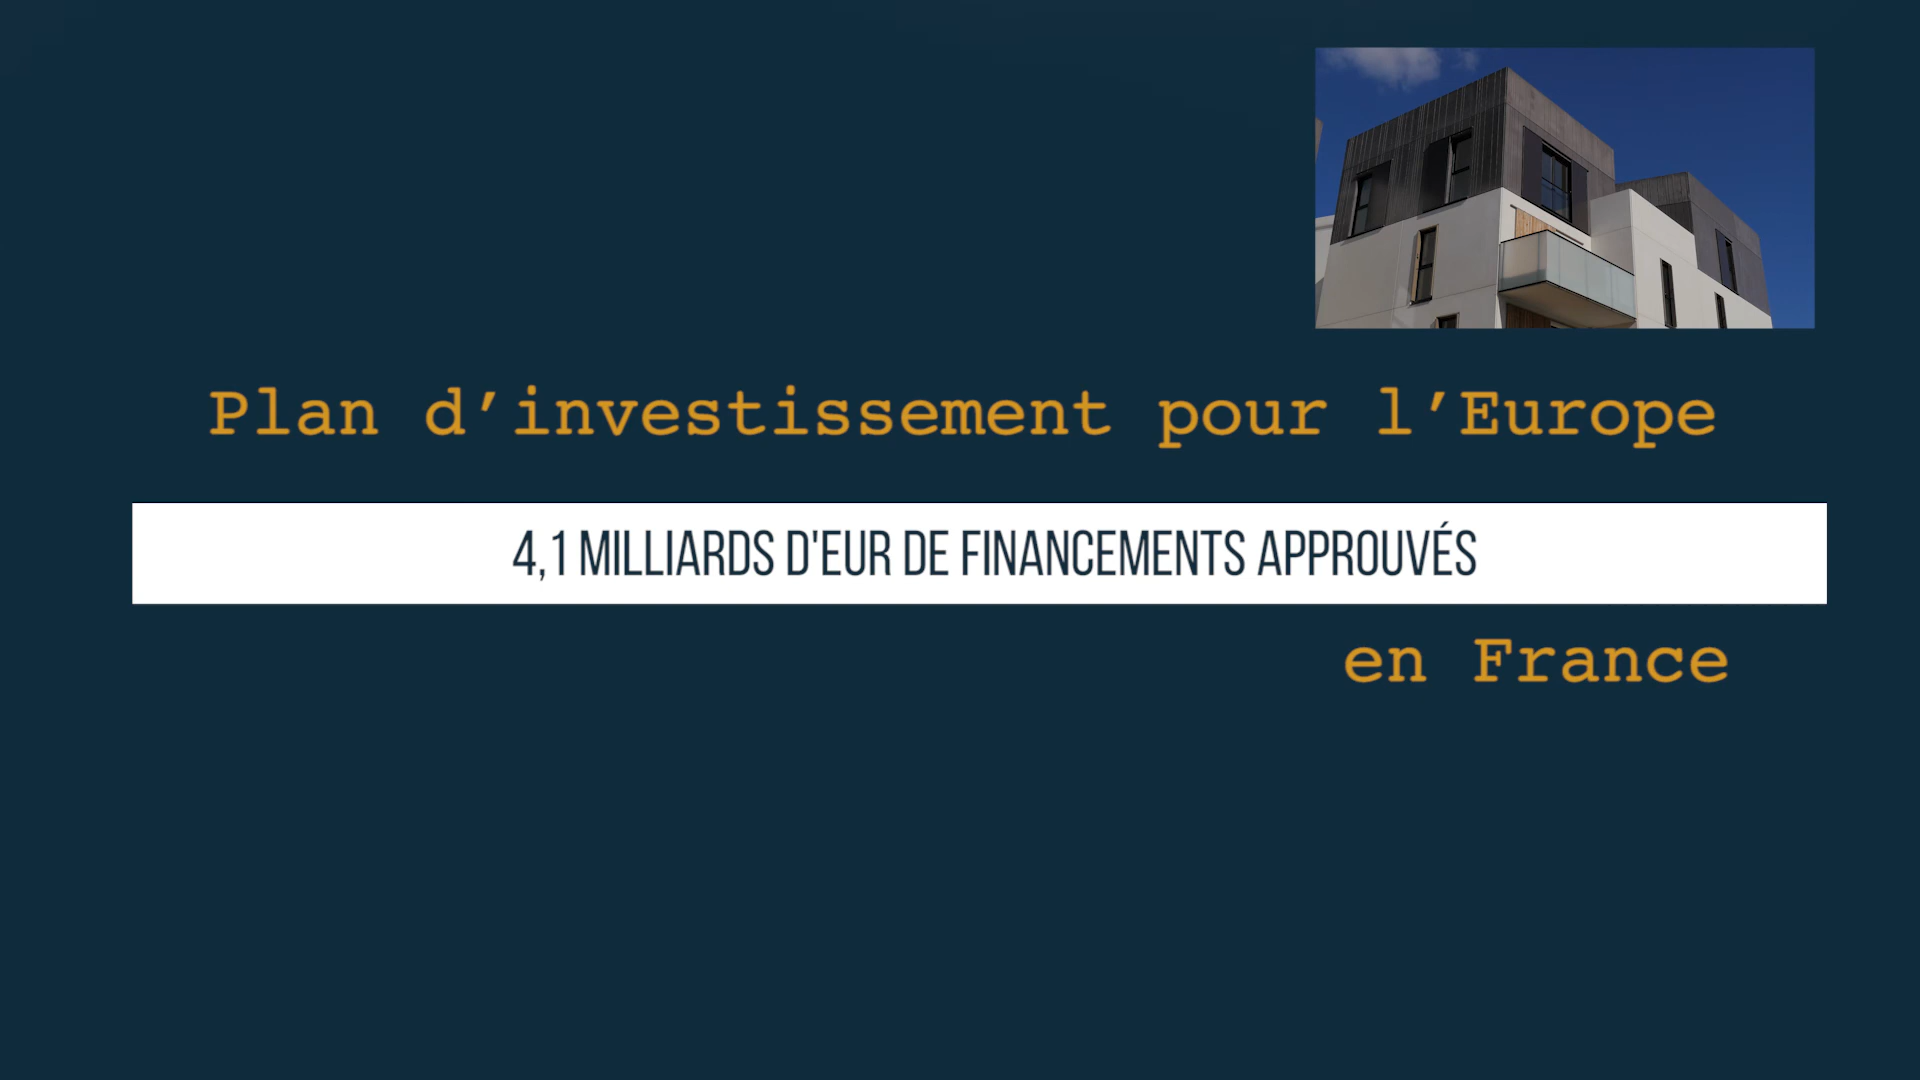 Plan d’investissement pour l’Europe
4,1 MILLIARDS D'EUR DE FINANCEMENTS APPROUVÉS
en France